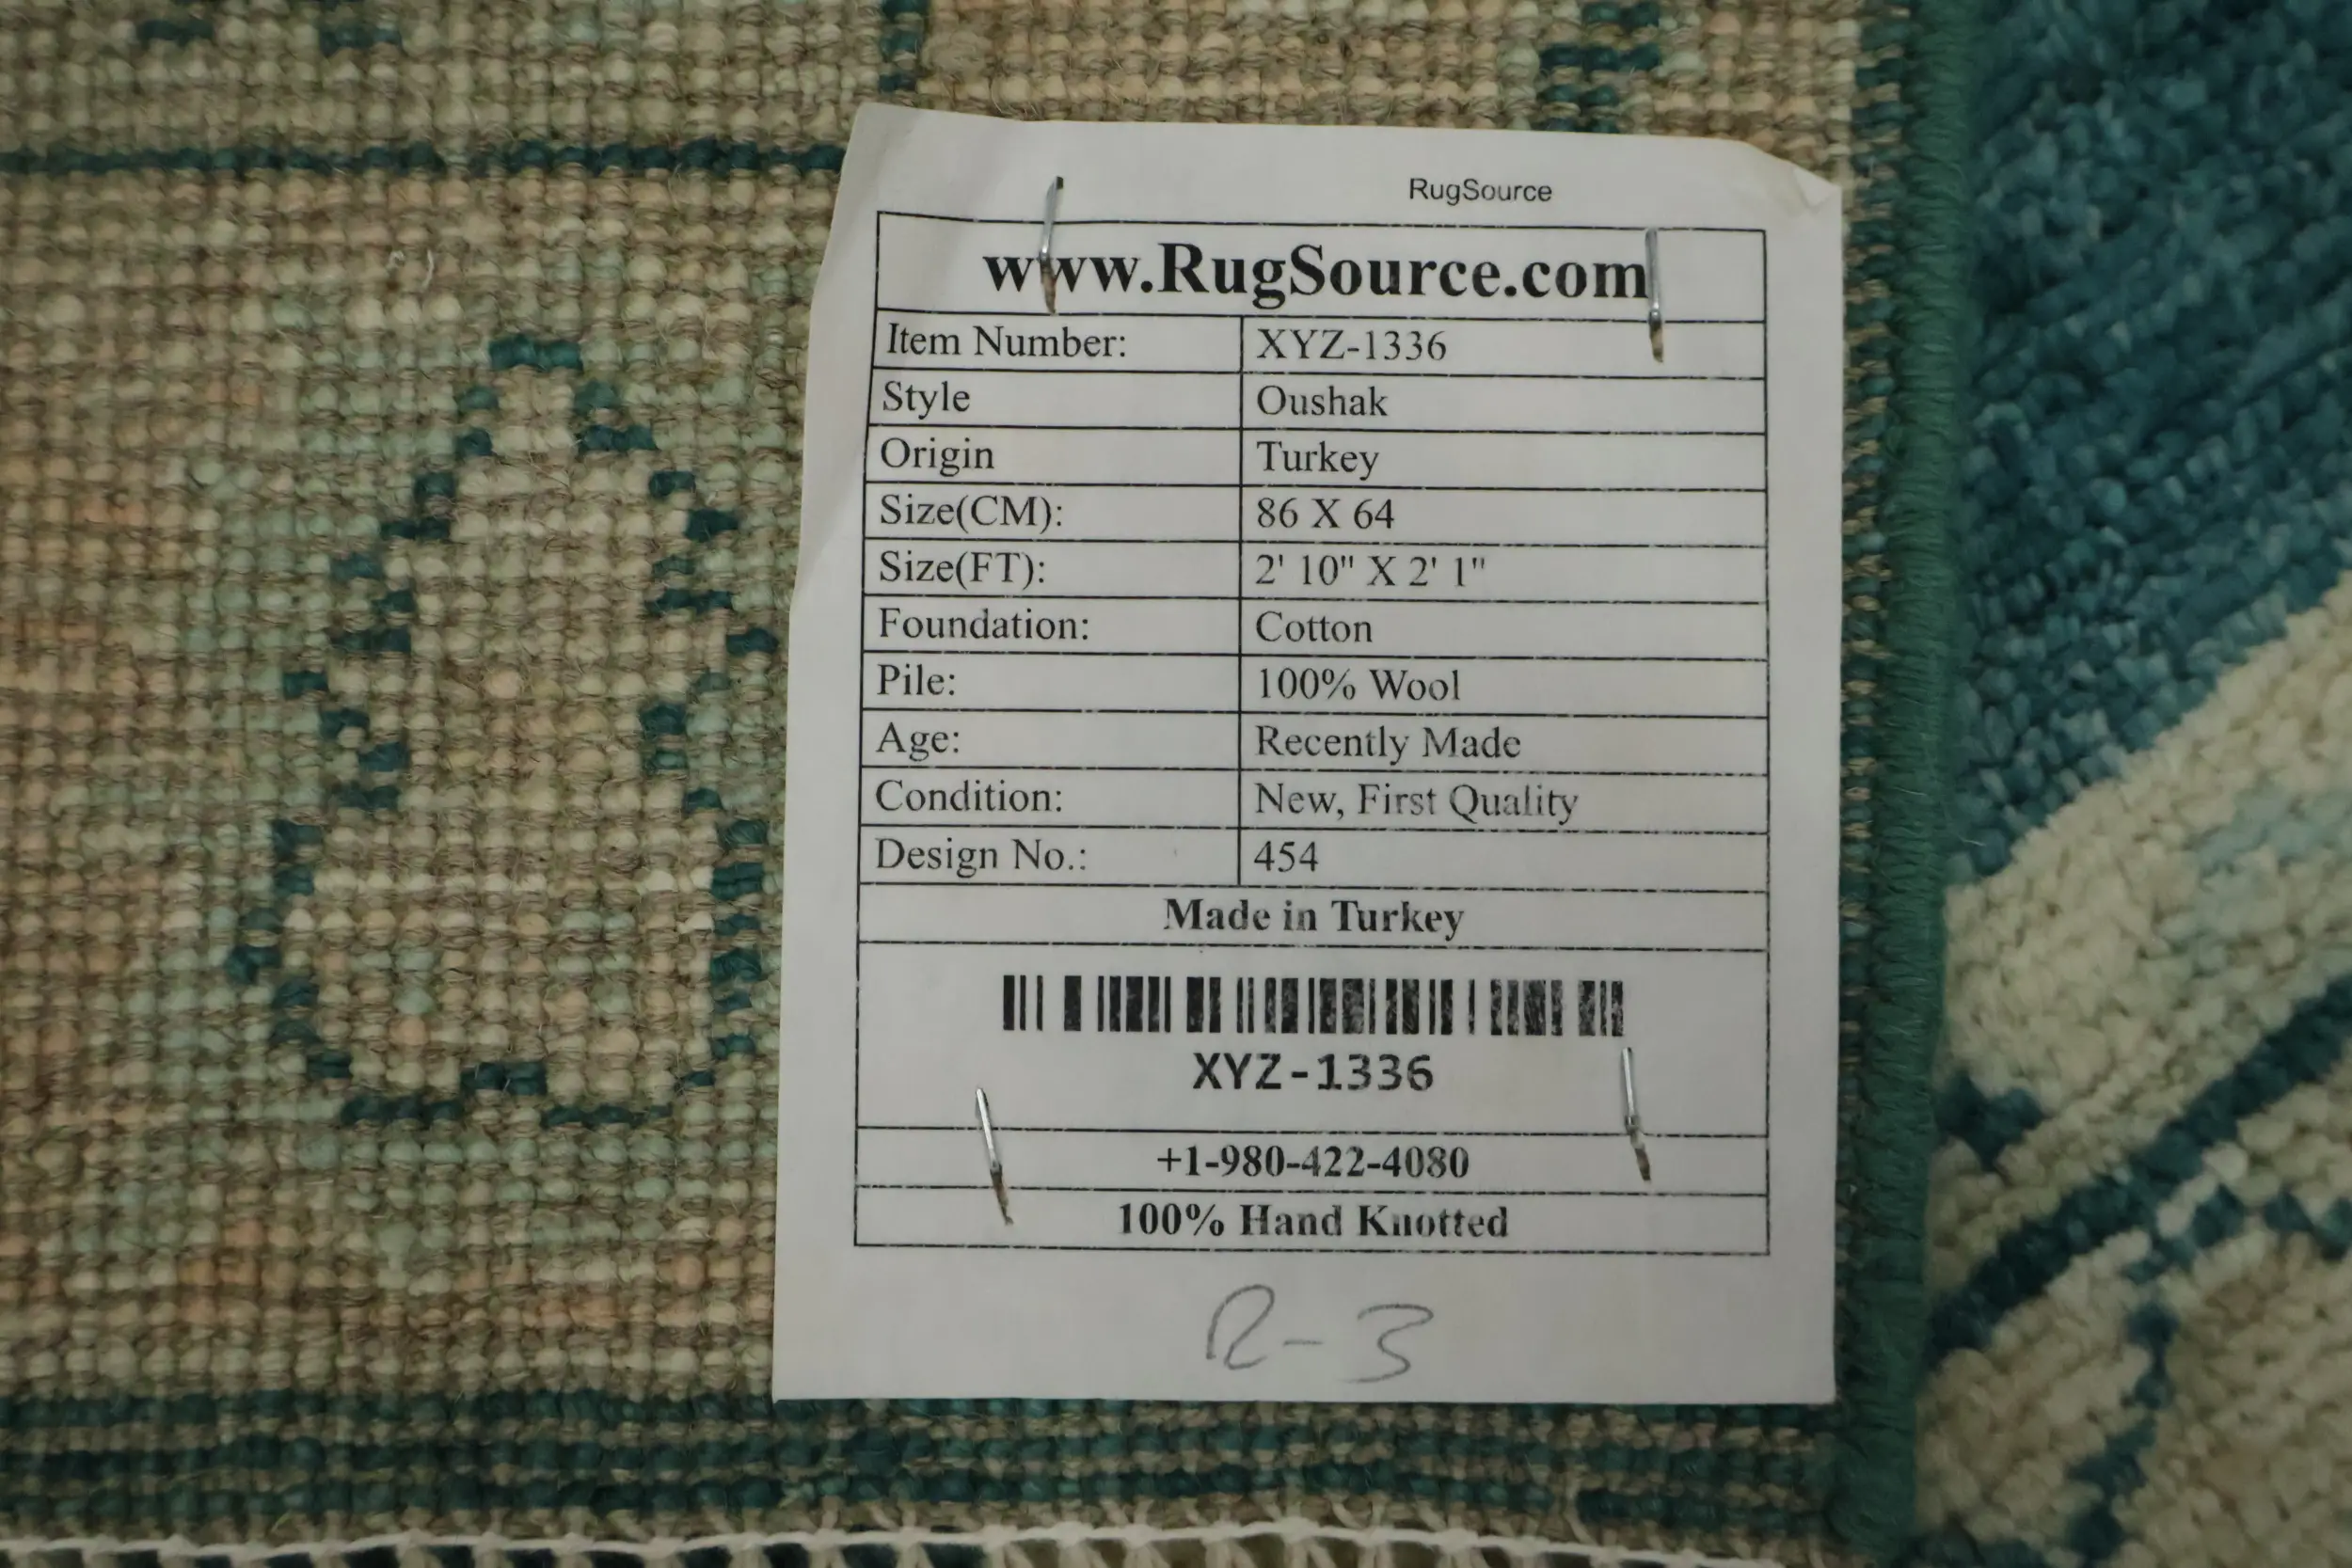 RugSource
www.RugSource.com
Item Number: XYZ-1336
Style Oushak
Origin Turkey
Size(CM): 86 X 64
Size(FT): 2' 10" X 2' 1"
Foundation: Cotton
Pile: 100% Wool
Age: Recently Made
Condition: New, First Quality
Design No.: 454
Made in Turkey
XYZ-1336
+1-980-422-4080
100% Hand Knotted
R-3